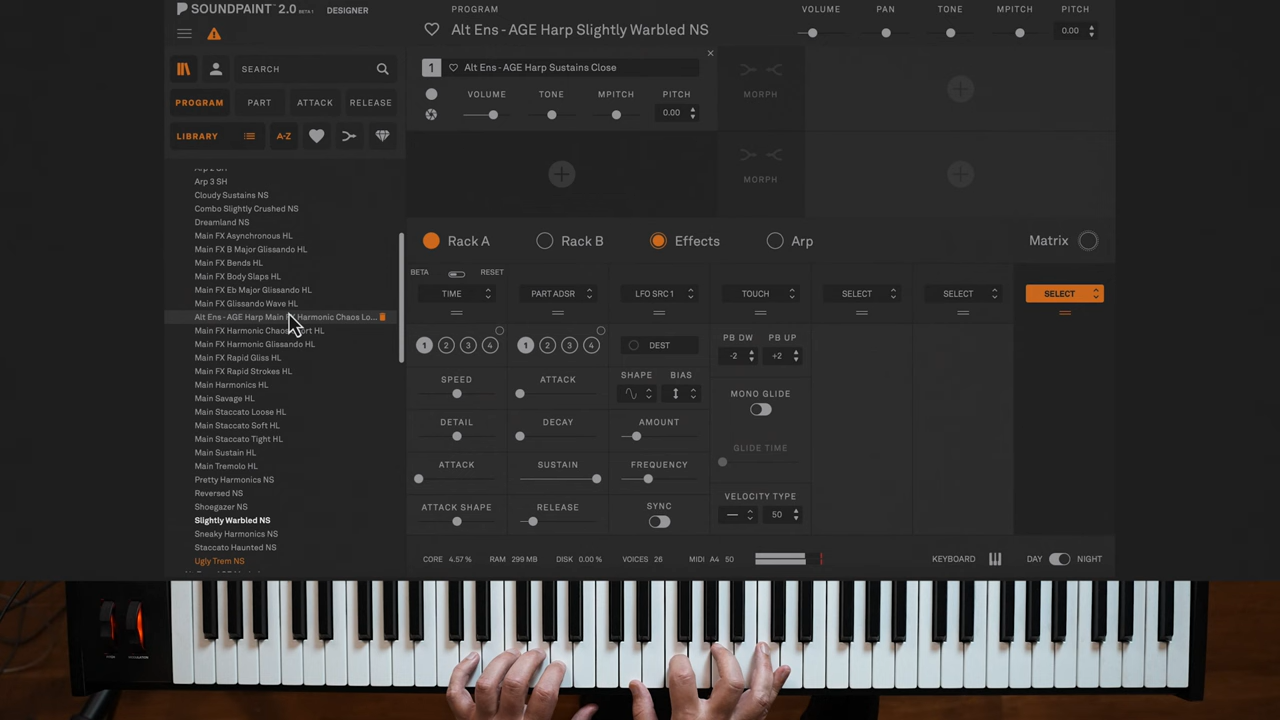 SOUNDPAINT 2.0 BETA 1 DESIGNER
PROGRAM
Alt Ens - AGE Harp Slightly Warbled NS
VOLUME PAN TONE MPITCH PITCH
0.00
SEARCH
PROGRAM PART ATTACK RELEASE
LIBRARY A-Z
1 Alt Ens - AGE Harp Sustains Close
VOLUME TONE MPITCH PITCH
0.00
MORPH
MORPH
Arp 2 SH
Arp 3 SH
Cloudy Sustains NS
Combo Slightly Crushed NS
Dreamland NS
Main FX Asynchronous HL
Main FX B Major Glissando HL
Main FX Bends HL
Main FX Body Slaps HL
Main FX Eb Major Glissando HL
Main FX Glissando Wave HL
Alt Ens - AGE Harp Main Harmonic Chaos Lo...
Main FX Harmonic Chaos HL
Main FX Harmonic Glissando HL
Main FX Rapid Gliss HL
Main FX Rapid Strokes HL
Main Harmonics HL
Main Savage HL
Main Staccato Loose HL
Main Staccato Soft HL
Main Staccato Tight HL
Main Sustain HL
Main Tremolo HL
Pretty Harmonics NS
Reversed NS
Shoegazer NS
Slightly Warbled NS
Sneaky Harmonics NS
Staccato Haunted NS
Ugly Trem NS
Rack A Rack B Effects Arp Matrix
BETA RESET
TIME PART ADSR LFO SRC 1 TOUCH SELECT SELECT SELECT
1 2 3 4 1 2 3 4 DEST
PB DW PB UP
-2 +2
SPEED ATTACK SHAPE BIAS
MONO GLIDE
DETAIL DECAY AMOUNT
GLIDE TIME
ATTACK SUSTAIN FREQUENCY
VELOCITY TYPE
ATTACK SHAPE RELEASE SYNC
50
CORE 4.57 % RAM 299 MB DISK 0.00 % VOICES 26 MIDI A4 50 KEYBOARD DAY NIGHT